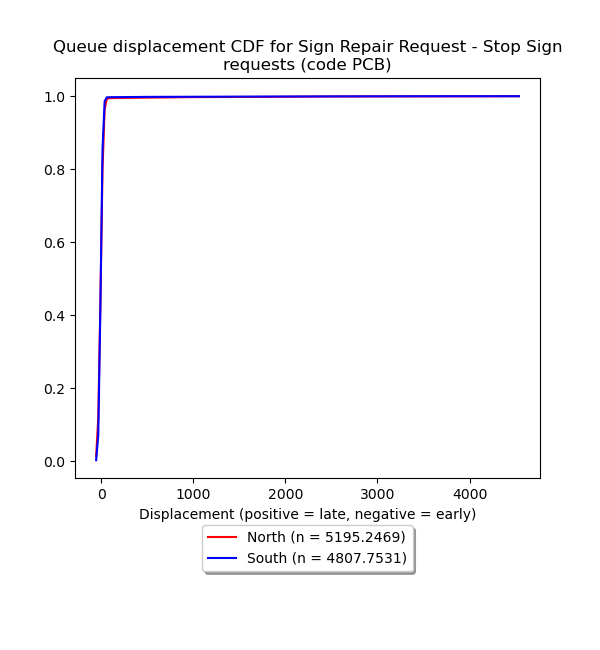 Queue displacement CDF for Sign Repair Request - Stop Sign
requests (code PCB)
1.0
0.8
0.6
0.4
0.2
0.0
0 1000 2000 3000 4000
Displacement (positive = late, negative = early)
North (n = 5195.2469)
South (n = 4807.7531)